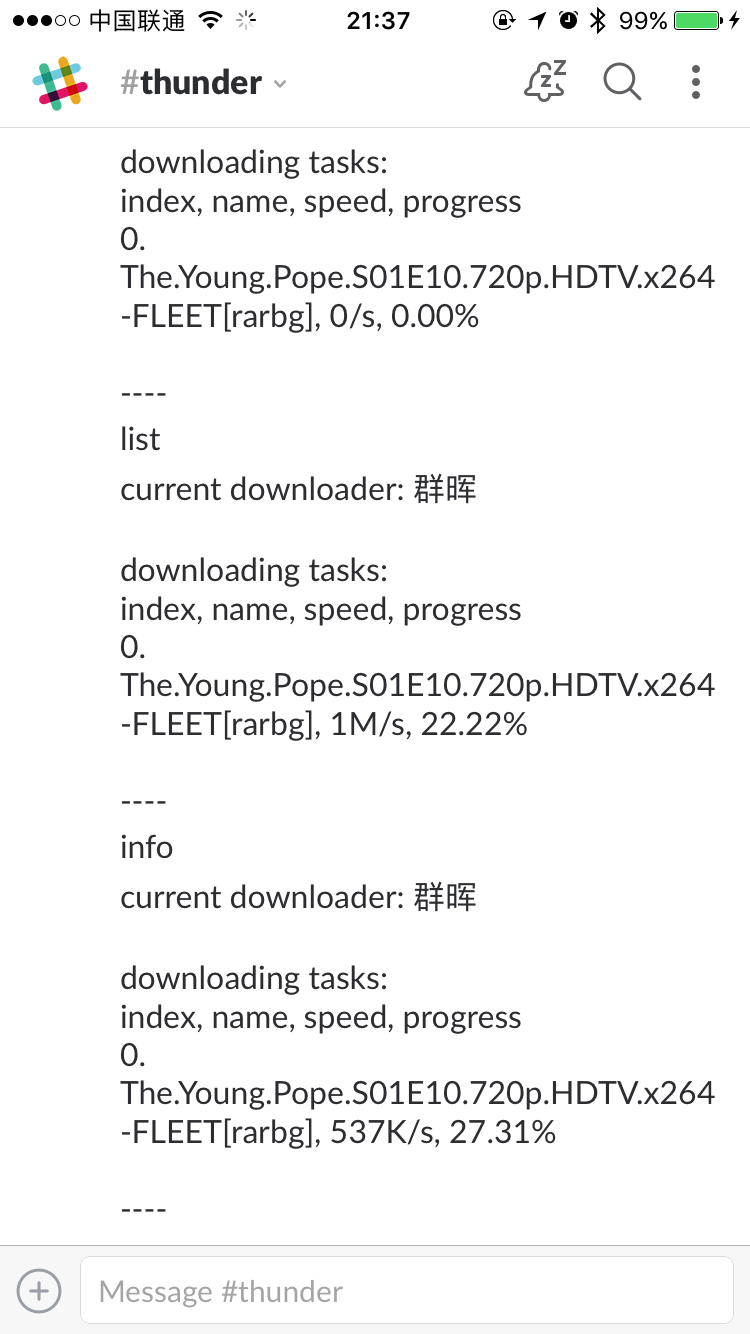 中国联通 21:37 99%
#thunder
downloading tasks:
index, name, speed, progress
0.
The.Young.Pope.S01E10.720p.HDTV.x264
-FLEET[rarbg], 0/s, 0.00%
----
list
current downloader: 群晖
downloading tasks:
index, name, speed, progress
0.
The.Young.Pope.S01E10.720p.HDTV.x264
-FLEET[rarbg], 1M/s, 22.22%
----
info
current downloader: 群晖
downloading tasks:
index, name, speed, progress
0.
The.Young.Pope.S01E10.720p.HDTV.x264
-FLEET[rarbg], 537K/s, 27.31%
----
Message #thunder